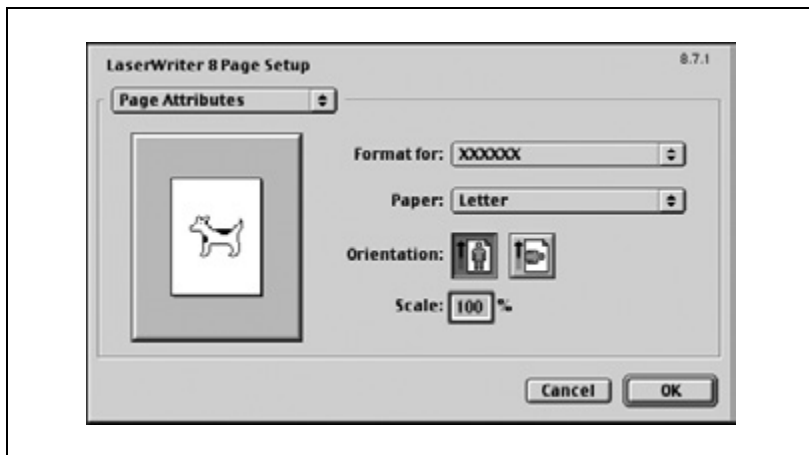 LaserWriter 8 Page Setup 8.7.1
Page Attributes
Format for: XXXXXX
Paper: Letter
Orientation:
Scale: 100 %
Cancel OK